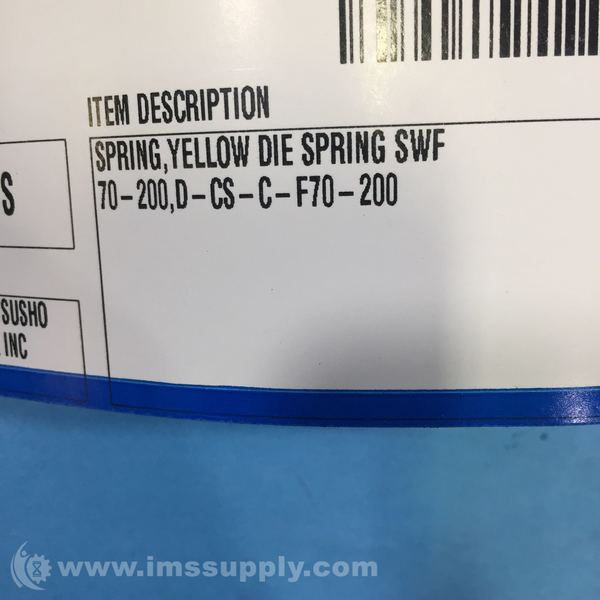 ITEM DESCRIPTION
SPRING,YELLOW DIE SPRING SWF
70-200,D-CS-C-F70-200
S
SUSHO
INC
www.imssupply.com